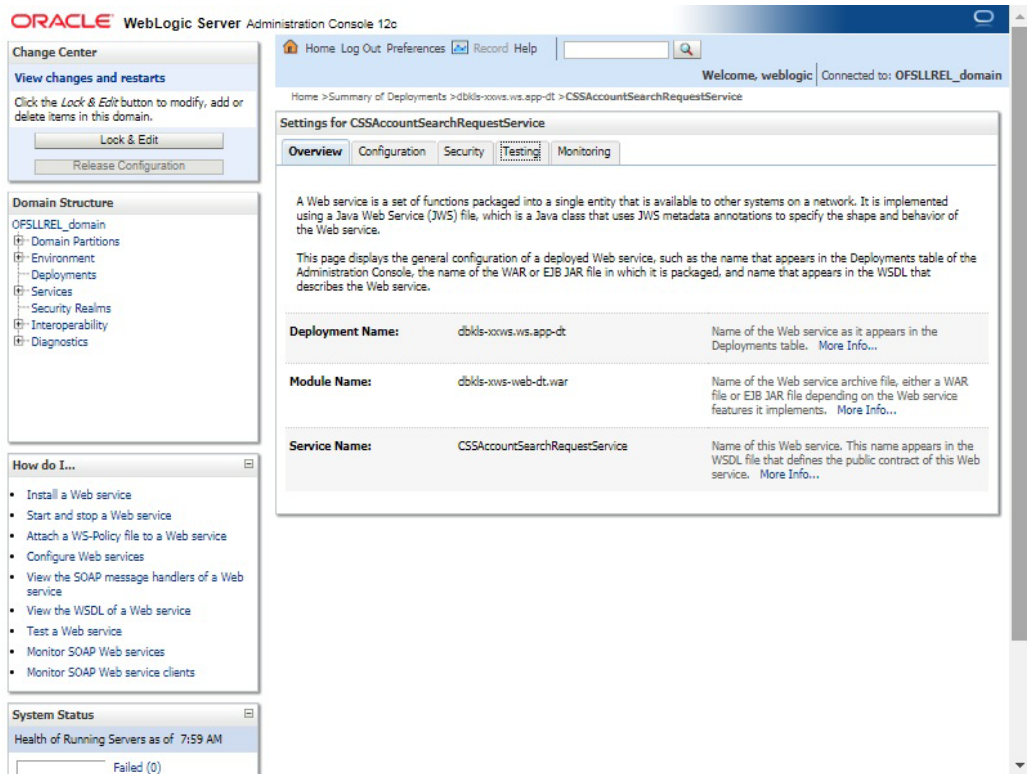 ORACLE® WebLogic Server Administration Console 12c
Change Center
View changes and restarts
Click the Lock & Edit button to modify, add or
delete items in this domain.
Lock & Edit
Release Configuration
Domain Structure
OFSLLREL_domain
Domain Partitions
Environment
Deployments
Services
Security Realms
Interoperability
Diagnostics
How do I...
Install a Web service
Start and stop a Web service
Attach a WS-Policy file to a Web service
Configure Web services
View the SOAP message handlers of a Web
service
View the WSDL of a Web service
Test a Web service
Monitor SOAP Web services
Monitor SOAP Web service clients
System Status
Health of Running Servers as of 7:59 AM
Failed (0)
Home Log Out Preferences Record Help
Welcome, weblogic Connected to: OFSLLREL_domain
Home >Summary of Deployments >dbkls-xxws.ws.app-dt >CSSAccountSearchRequestService
Settings for CSSAccountSearchRequestService
Overview Configuration Security Testing Monitoring
A Web service is a set of functions packaged into a single entity that is available to other systems on a network. It is implemented
using a Java Web Service (JWS) file, which is a Java class that uses JWS metadata annotations to specify the shape and behavior of
the Web service.
This page displays the general configuration of a deployed Web service, such as the name that appears in the Deployments table of the
Administration Console, the name of the WAR or EJB JAR file in which it is packaged, and name that appears in the WSDL that
describes the Web service.
Deployment Name: dbkls-xxws.ws.app-dt Name of the Web service as it appears in the
Deployments table. More Info...
Module Name: dbkls-xws-web-dt.war Name of the Web service archive file, either a WAR
file or EJB JAR file depending on the Web service
features it implements. More Info...
Service Name: CSSAccountSearchRequestService Name of this Web service. This name appears in the
WSDL file that defines the public contract of this Web
service. More Info...